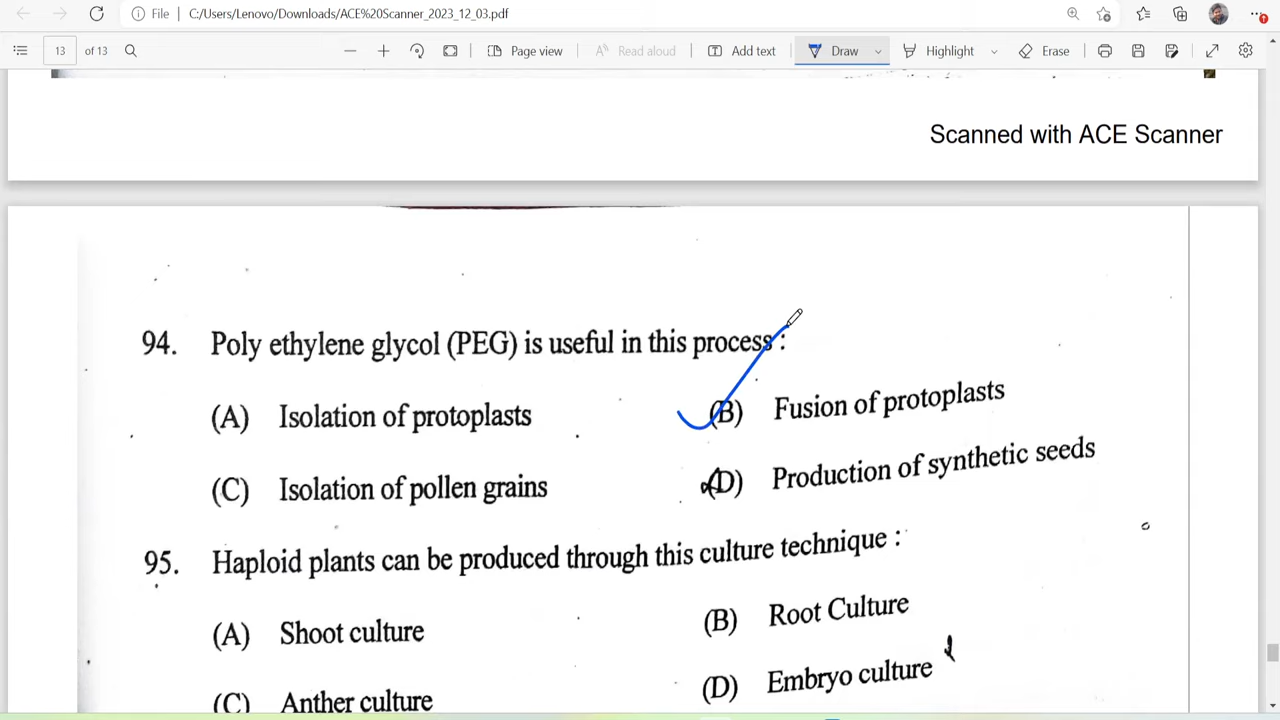 File C:/Users/Lenovo/Downloads/ACE%20Scanner_2023_12_03.pdf
13 of 13 Page view Read aloud Add text Draw Highlight Erase
Scanned with ACE Scanner
94. Poly ethylene glycol (PEG) is useful in this process :
(A) Isolation of protoplasts (B) Fusion of protoplasts
(C) Isolation of pollen grains (D) Production of synthetic seeds
95. Haploid plants can be produced through this culture technique :
(A) Shoot culture (B) Root Culture
(C) Anther culture (D) Embryo culture